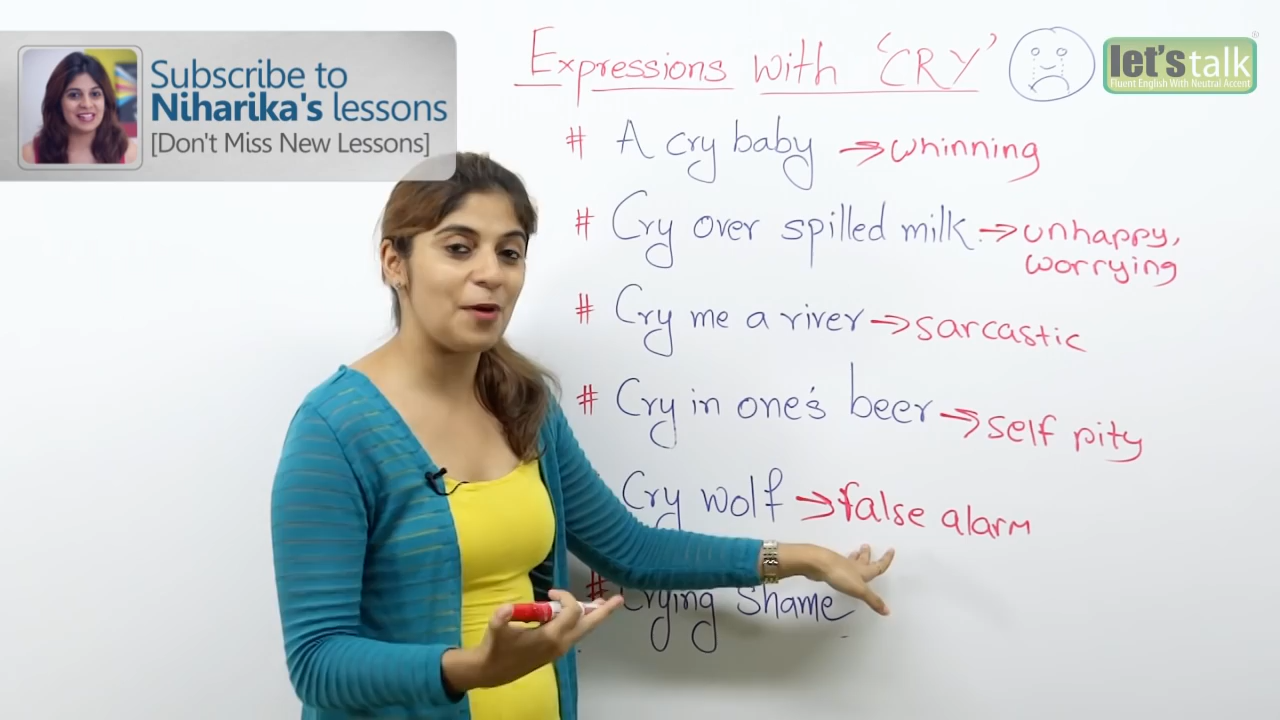 Subscribe to
Niharika's lessons
[Don't Miss New Lessons]
Expressions with 'CRY'
let's talk ®
Fluent English With Neutral Accent
# A cry baby → whinning
# Cry over spilled milk. → unhappy,
worrying
# Cry me a river → sarcastic
# Cry in one's beer → self pity
Cry wolf → false alarm
# Crying Shame